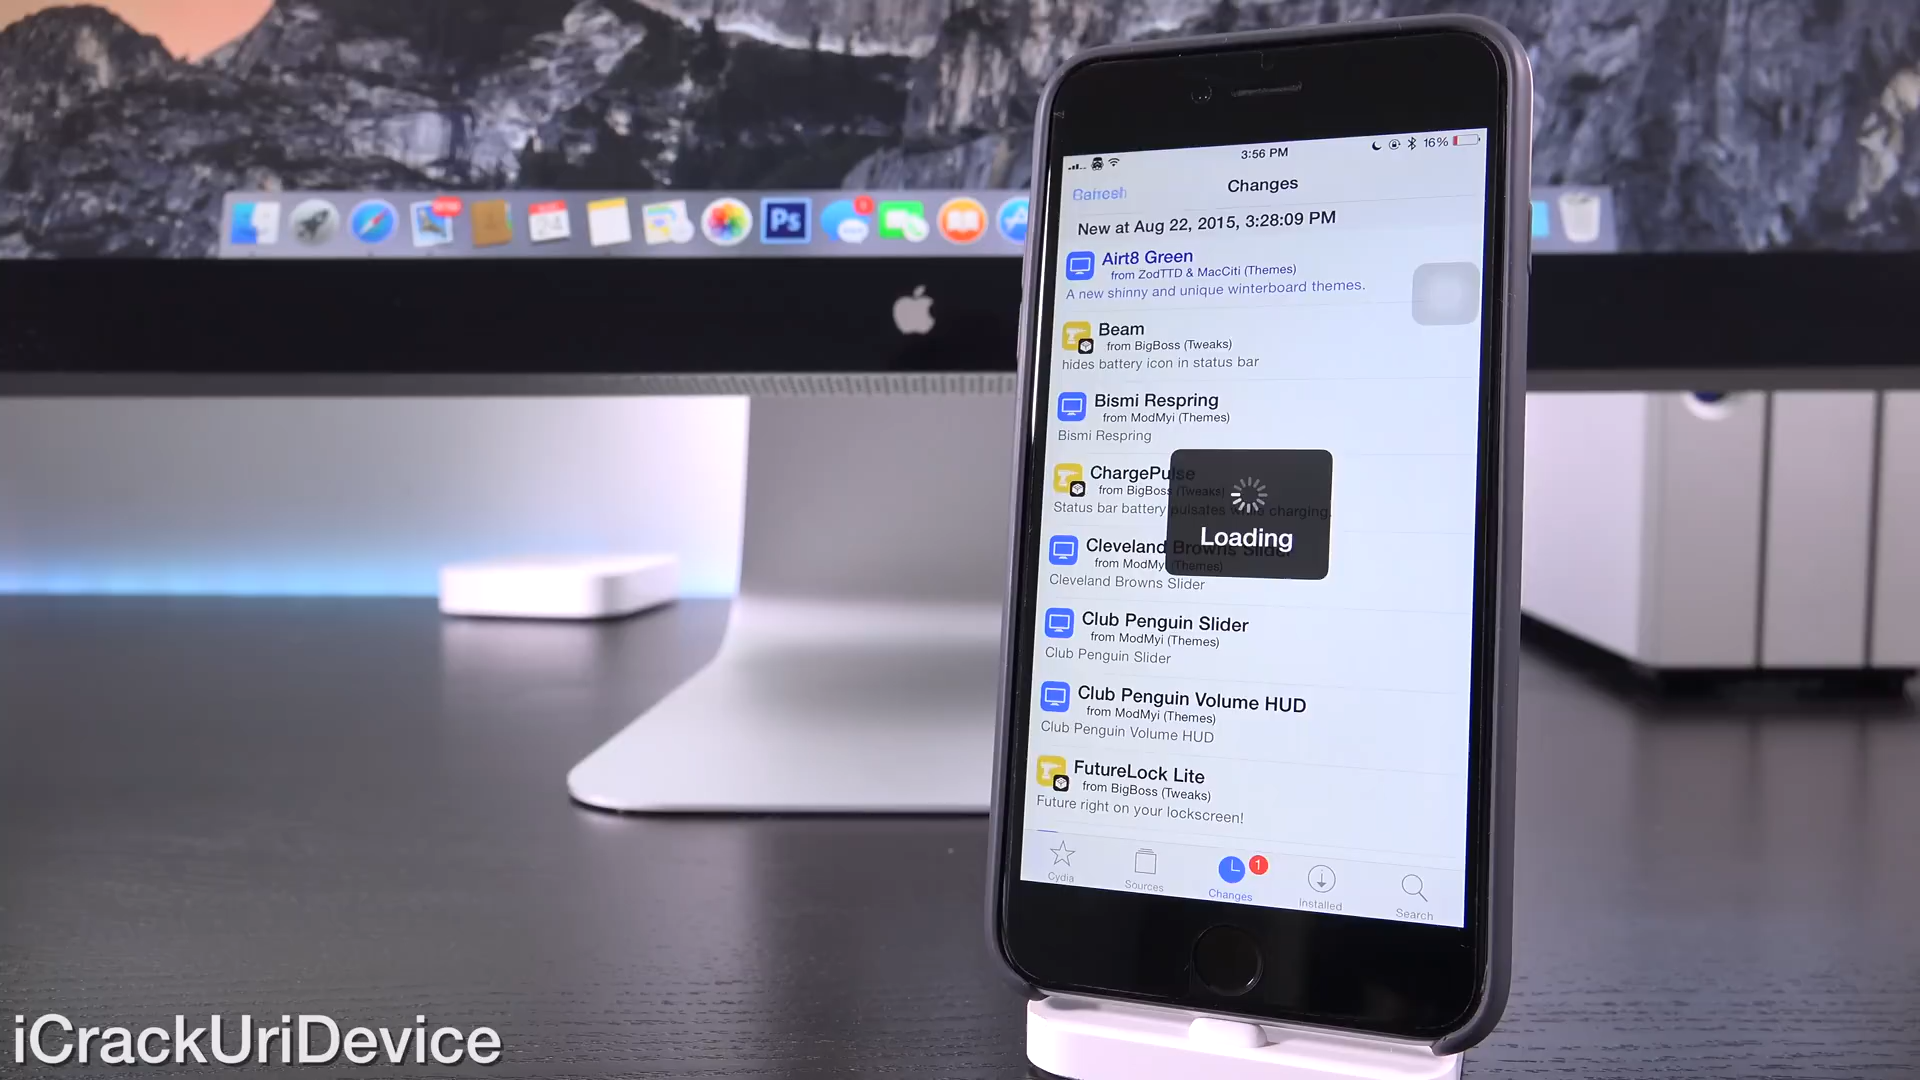 3:56 PM
16%
Refresh
Changes
New at Aug 22, 2015, 3:28:09 PM
Airt8 Green
from ZodTTD & MacCiti (Themes)
A new shinny and unique winterboard themes.
Beam
from BigBoss (Tweaks)
hides battery icon in status bar
Bismi Respring
from ModMyi (Themes)
Bismi Respring
ChargePulse
from BigBoss (Tweaks)
Status bar battery pulsates while charging.
Loading
Cleveland Browns Slider
from ModMyi (Themes)
Cleveland Browns Slider
Club Penguin Slider
from ModMyi (Themes)
Club Penguin Slider
Club Penguin Volume HUD
from ModMyi (Themes)
Club Penguin Volume HUD
FutureLock Lite
from BigBoss (Tweaks)
Future right on your lockscreen!
1
Cydia
Sources
Changes
Installed
Search
24
Ps
iCrackUriDevice